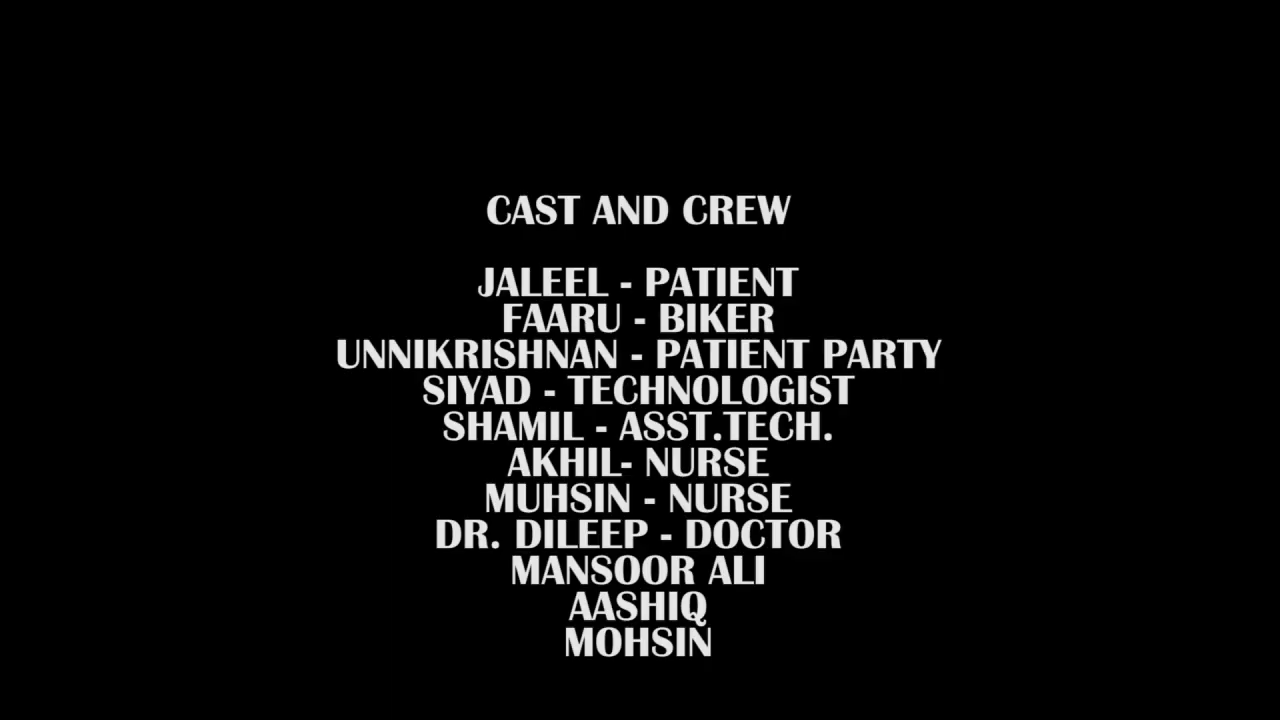 CAST AND CREW
JALEEL - PATIENT
FAARU - BIKER
UNNIKRISHNAN - PATIENT PARTY
SIYAD - TECHNOLOGIST
SHAMIL - ASST.TECH.
AKHIL- NURSE
MUHSIN - NURSE
DR. DILEEP - DOCTOR
MANSOOR ALI
AASHIQ
MOHSIN